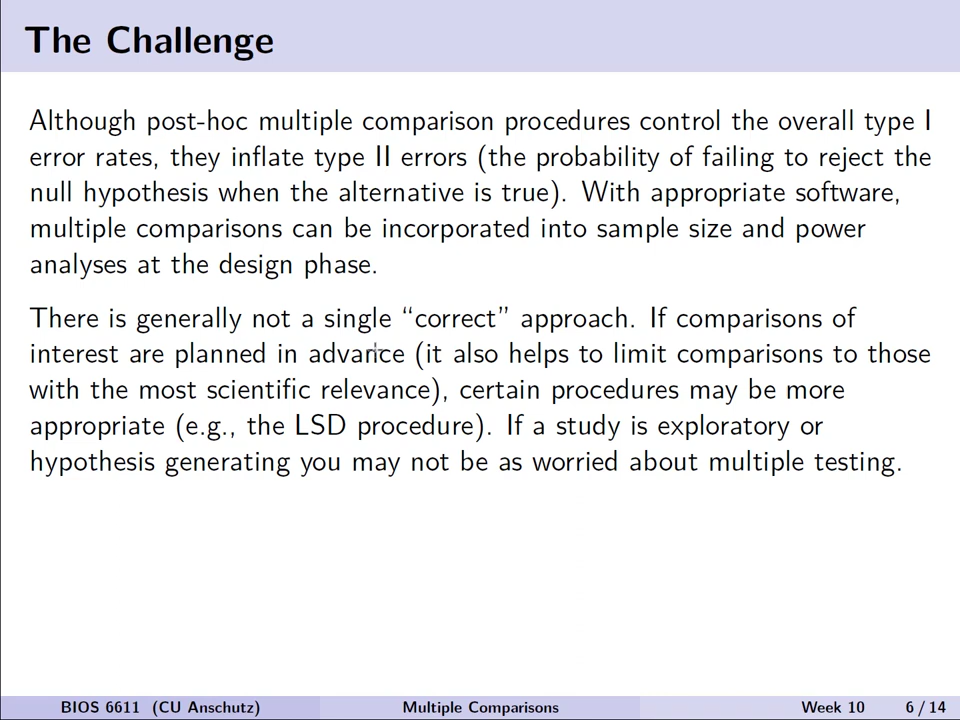 The Challenge
Although post-hoc multiple comparison procedures control the overall type I
error rates, they inflate type II errors (the probability of failing to reject the
null hypothesis when the alternative is true). With appropriate software,
multiple comparisons can be incorporated into sample size and power
analyses at the design phase.
There is generally not a single “correct” approach. If comparisons of
interest are planned in advance (it also helps to limit comparisons to those
with the most scientific relevance), certain procedures may be more
appropriate (e.g., the LSD procedure). If a study is exploratory or
hypothesis generating you may not be as worried about multiple testing.
BIOS 6611 (CU Anschutz) Multiple Comparisons Week 10 6 / 14